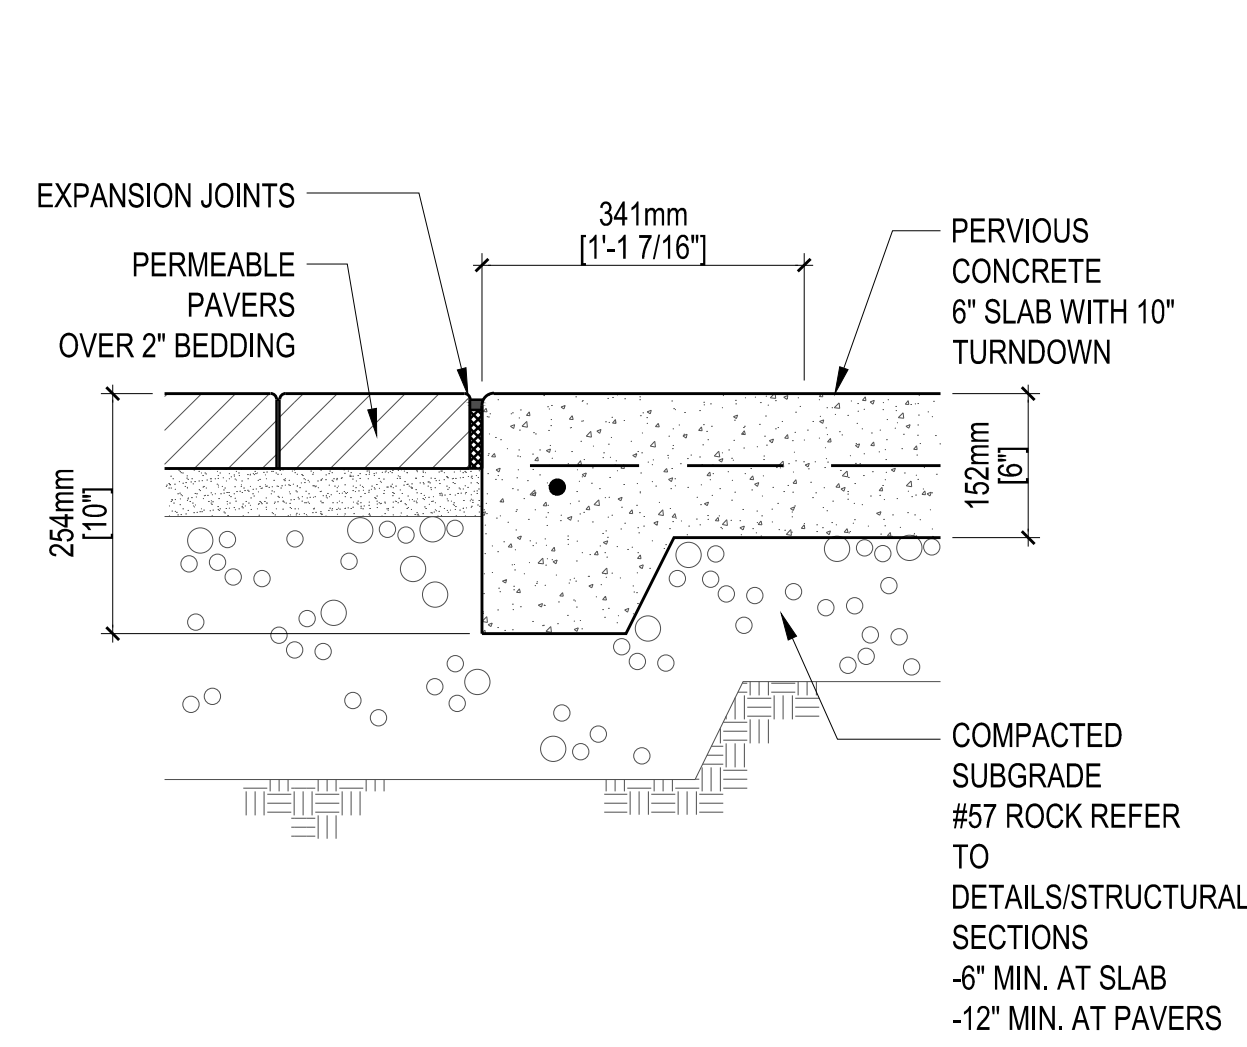 EXPANSION JOINTS
PERMEABLE
PAVERS
OVER 2" BEDDING
341mm
[1'-1 7/16"]
PERVIOUS
CONCRETE
6" SLAB WITH 10"
TURNDOWN
254mm
[10"]
152mm
[6"]
COMPACTED
SUBGRADE
#57 ROCK REFER
TO
DETAILS/STRUCTURAL
SECTIONS
-6" MIN. AT SLAB
-12" MIN. AT PAVERS